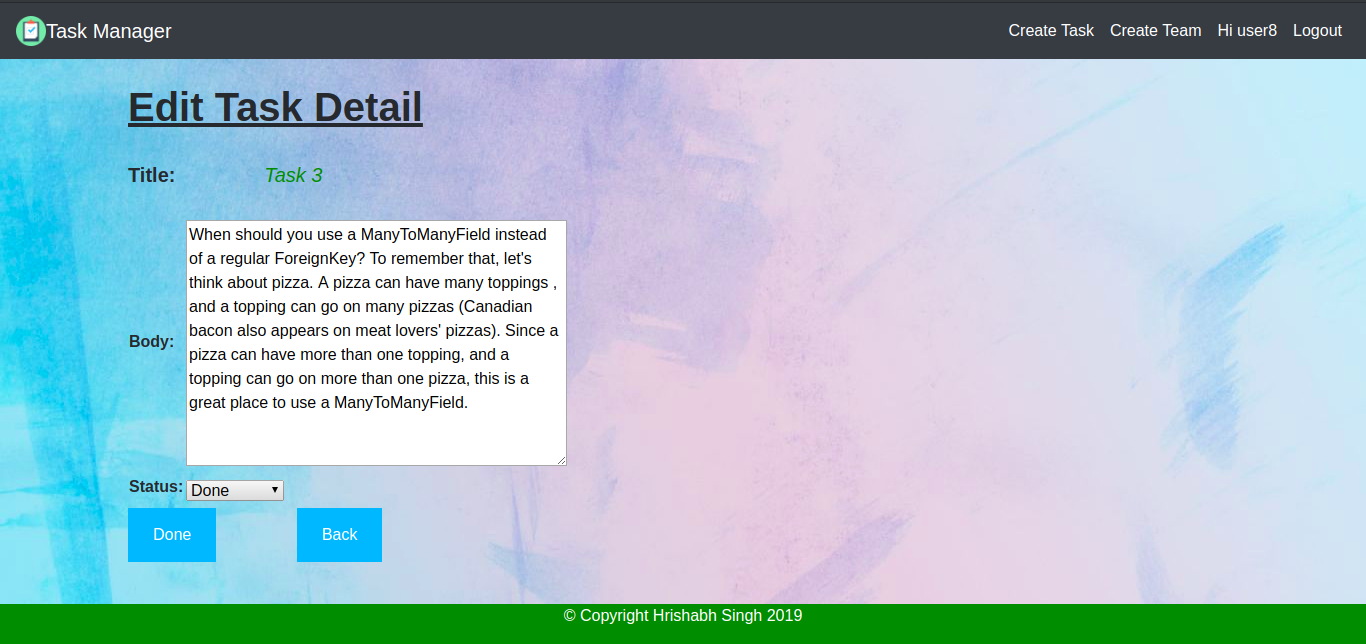 Task Manager
Create Task Create Team Hi user8 Logout
Edit Task Detail
Title: Task 3
When should you use a ManyToManyField instead
of a regular ForeignKey? To remember that, let's
think about pizza. A pizza can have many toppings ,
and a topping can go on many pizzas (Canadian
bacon also appears on meat lovers' pizzas). Since a
Body:
pizza can have more than one topping, and a
topping can go on more than one pizza, this is a
great place to use a ManyToManyField.
Status: Done
Done Back
© Copyright Hrishabh Singh 2019